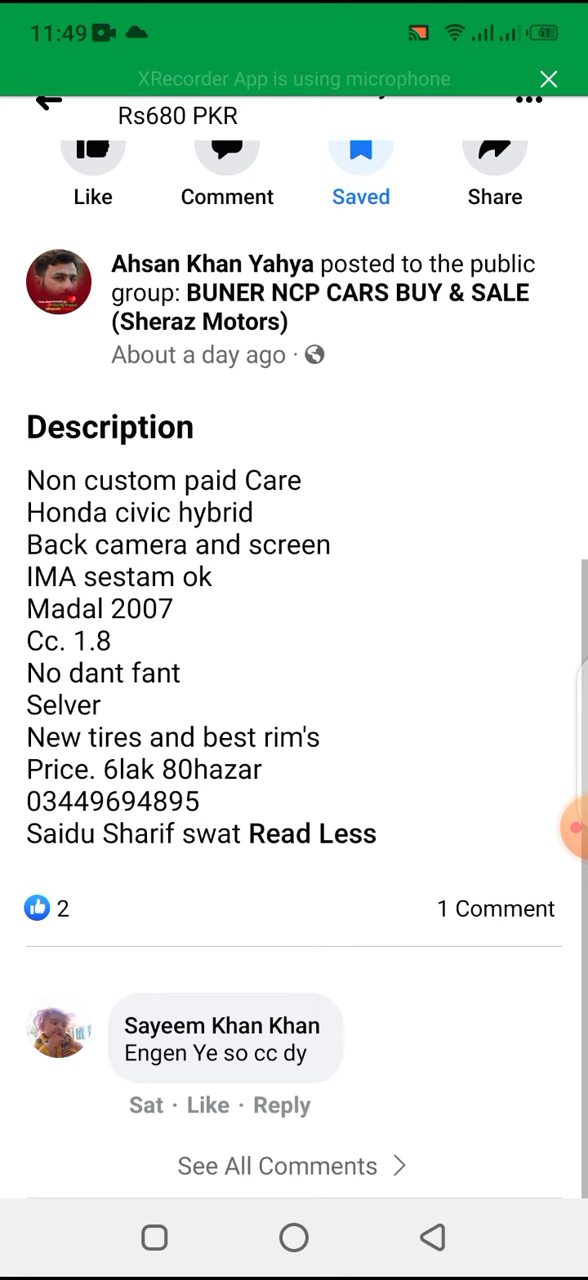 11:49
61
XRecorder App is using microphone
Rs680 PKR
Like
Comment
Saved
Share
Ahsan Khan Yahya posted to the public
group: BUNER NCP CARS BUY & SALE
(Sheraz Motors)
About a day ago ·
Description
Non custom paid Care
Honda civic hybrid
Back camera and screen
IMA sestam ok
Madal 2007
Cc. 1.8
No dant fant
Selver
New tires and best rim's
Price. 6lak 80hazar
03449694895
Saidu Sharif swat Read Less
2
1 Comment
Sayeem Khan Khan
Engen Ye so cc dy
Sat · Like · Reply
See All Comments